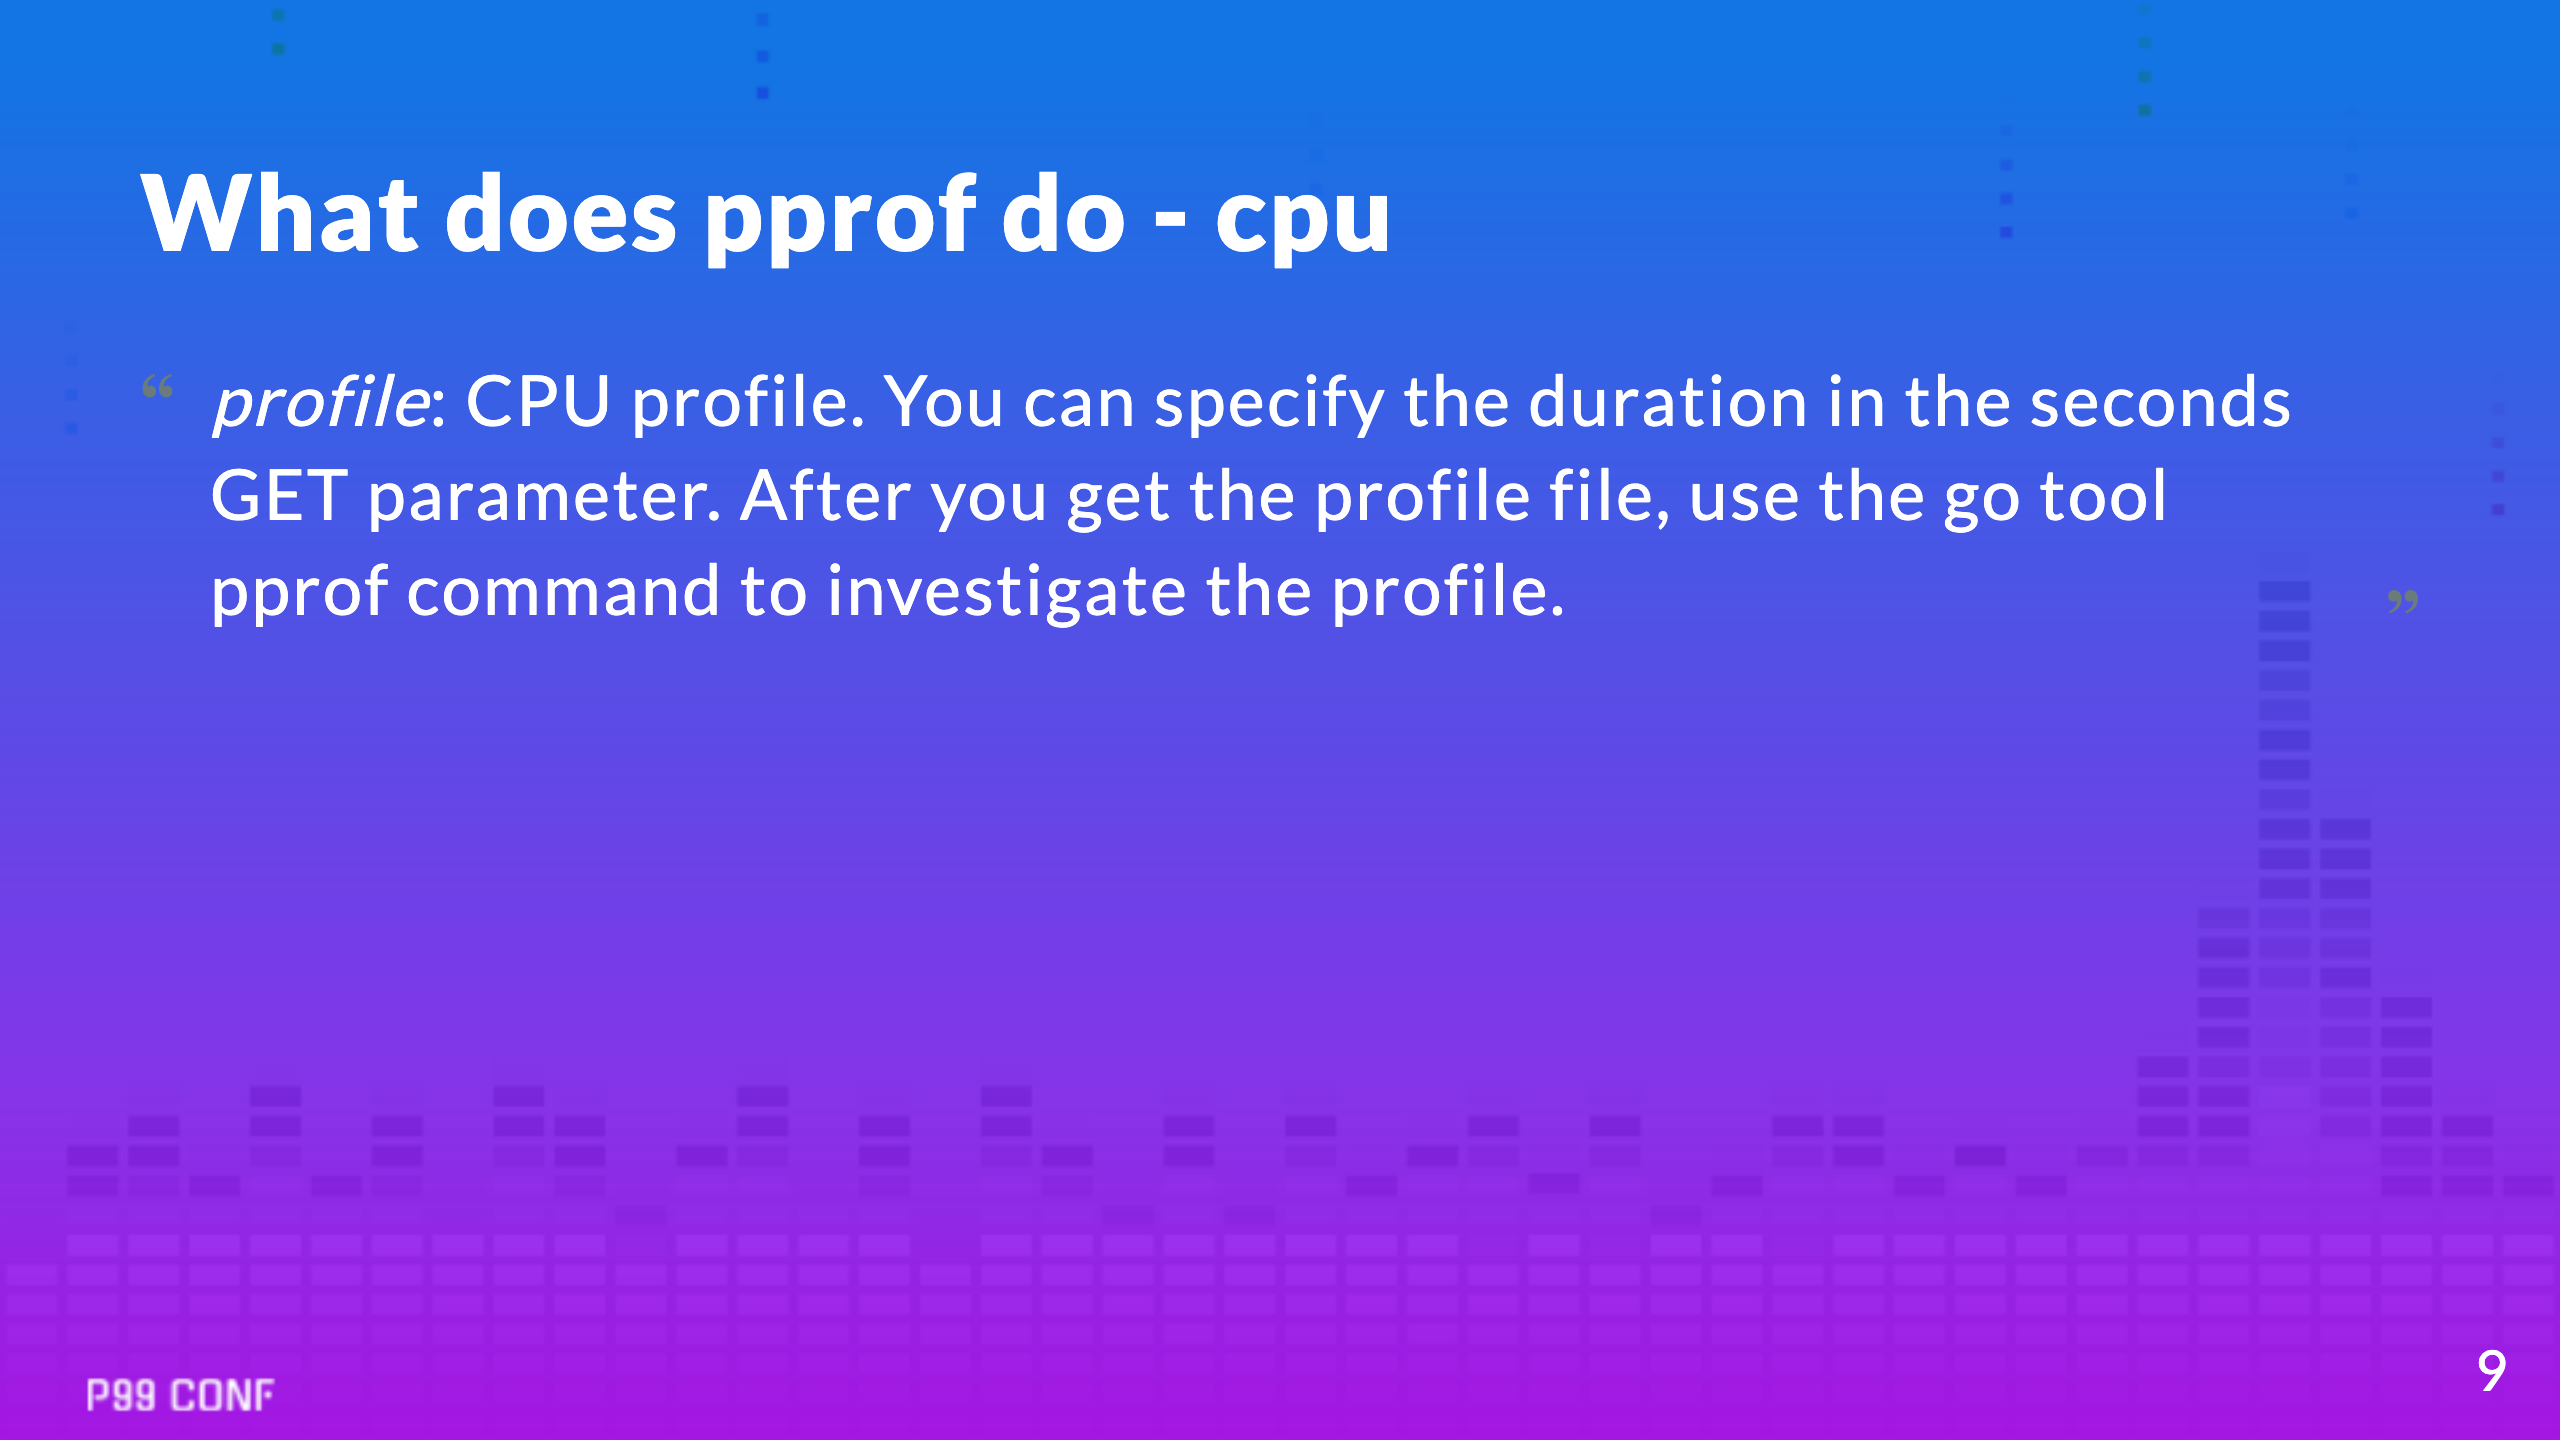 What does pprof do - cpu
“ profile: CPU profile. You can specify the duration in the seconds
GET parameter. After you get the profile file, use the go tool
pprof command to investigate the profile. ”
P99 CONF
9